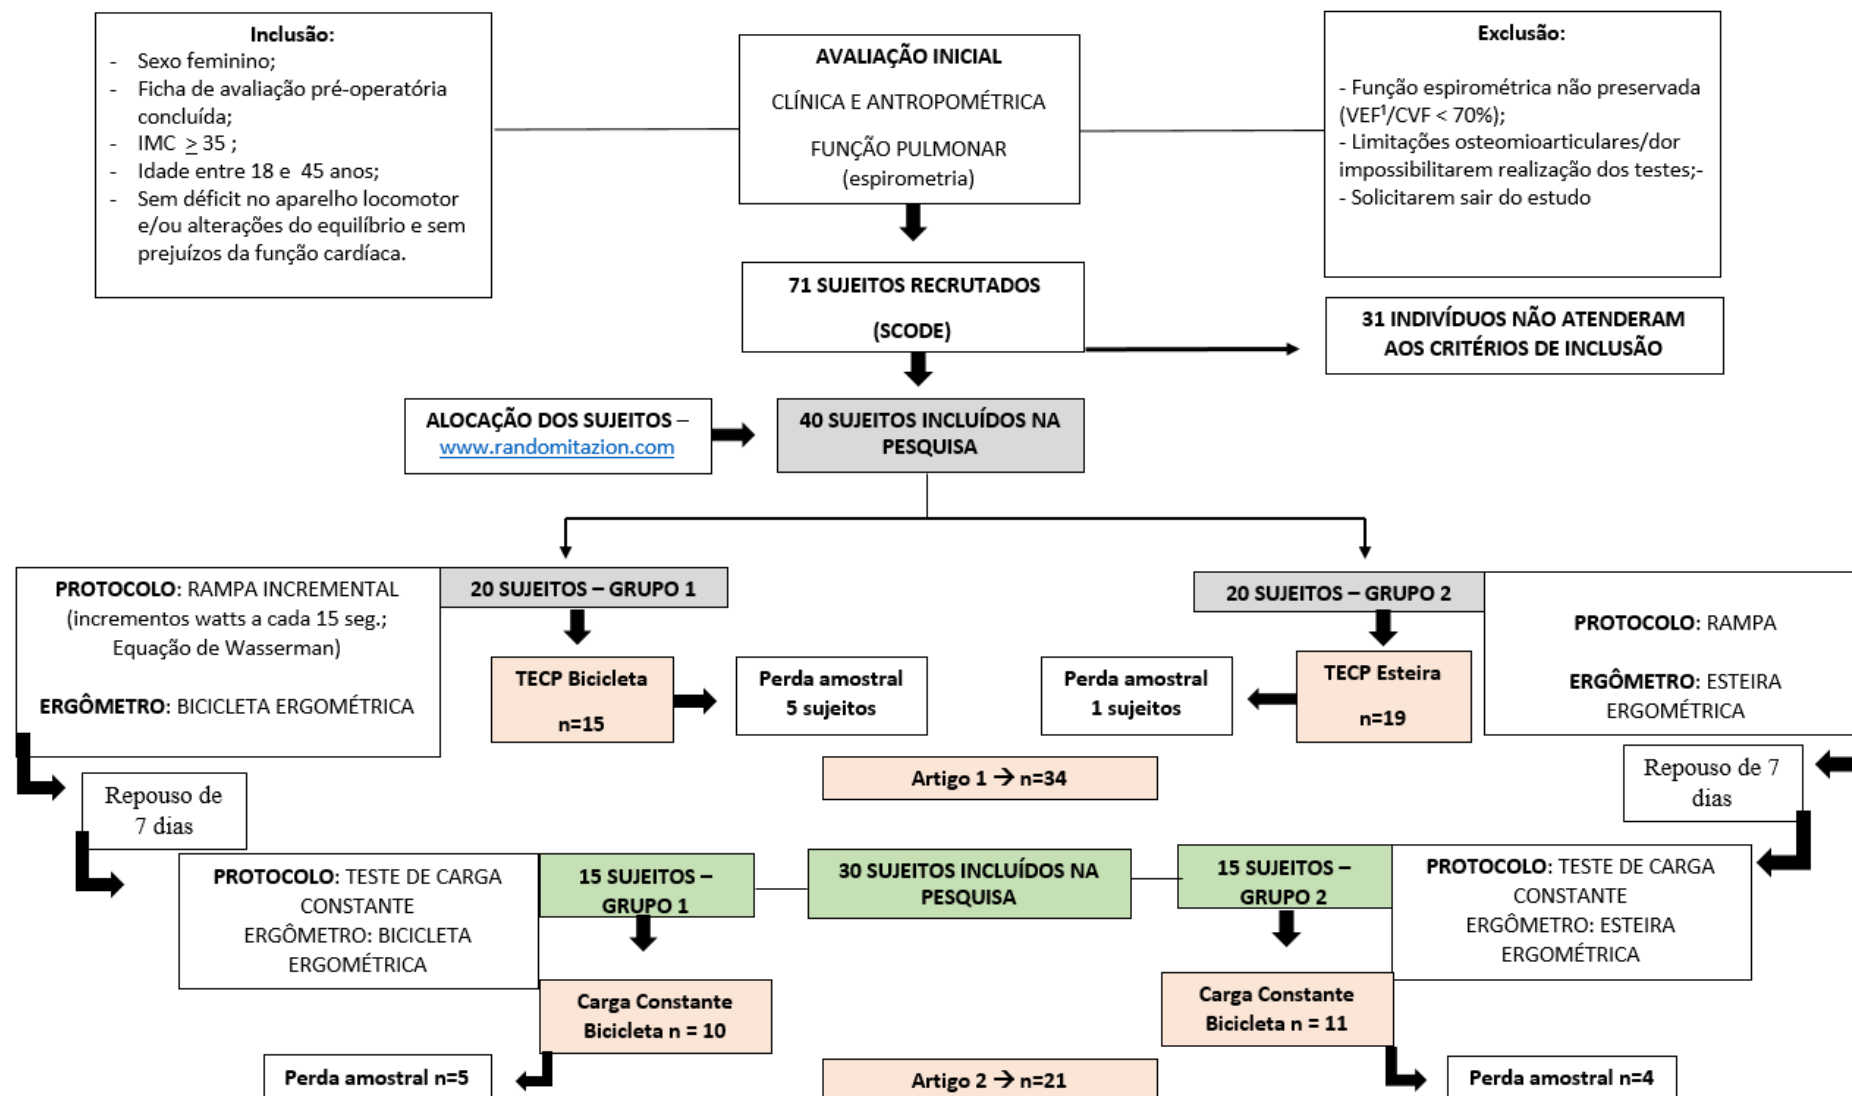 Inclusão:
- Sexo feminino;
- Ficha de avaliação pré-operatória
concluída;
- IMC ≥ 35 ;
- Idade entre 18 e 45 anos;
- Sem déficit no aparelho locomotor
e/ou alterações do equilíbrio e sem
prejuízos da função cardíaca.
AVALIAÇÃO INICIAL
CLÍNICA E ANTROPOMÉTRICA
FUNÇÃO PULMONAR
(espirometria)
Exclusão:
- Função espirométrica não preservada
(VEF¹/CVF < 70%);
- Limitações osteomioarticulares/dor
impossibilitarem realização dos testes;-
- Solicitarem sair do estudo
71 SUJEITOS RECRUTADOS
(SCODE)
31 INDIVÍDUOS NÃO ATENDERAM
AOS CRITÉRIOS DE INCLUSÃO
ALOCAÇÃO DOS SUJEITOS –
www.randomitazion.com
40 SUJEITOS INCLUÍDOS NA
PESQUISA
PROTOCOLO: RAMPA INCREMENTAL
(incrementos watts a cada 15 seg.;
Equação de Wasserman)
ERGÔMETRO: BICICLETA ERGOMÉTRICA
20 SUJEITOS – GRUPO 1
20 SUJEITOS – GRUPO 2
PROTOCOLO: RAMPA
ERGÔMETRO: ESTEIRA
ERGOMÉTRICA
TECP Bicicleta
n=15
Perda amostral
5 sujeitos
Perda amostral
1 sujeitos
TECP Esteira
n=19
Artigo 1 → n=34
Repouso de
7 dias
Repouso de 7
dias
PROTOCOLO: TESTE DE CARGA
CONSTANTE
ERGÔMETRO: BICICLETA
ERGOMÉTRICA
15 SUJEITOS –
GRUPO 1
30 SUJEITOS INCLUÍDOS NA
PESQUISA
15 SUJEITOS –
GRUPO 2
PROTOCOLO: TESTE DE CARGA
CONSTANTE
ERGÔMETRO: ESTEIRA
ERGOMÉTRICA
Carga Constante
Bicicleta n = 10
Carga Constante
Bicicleta n = 11
Perda amostral n=5
Artigo 2 → n=21
Perda amostral n=4